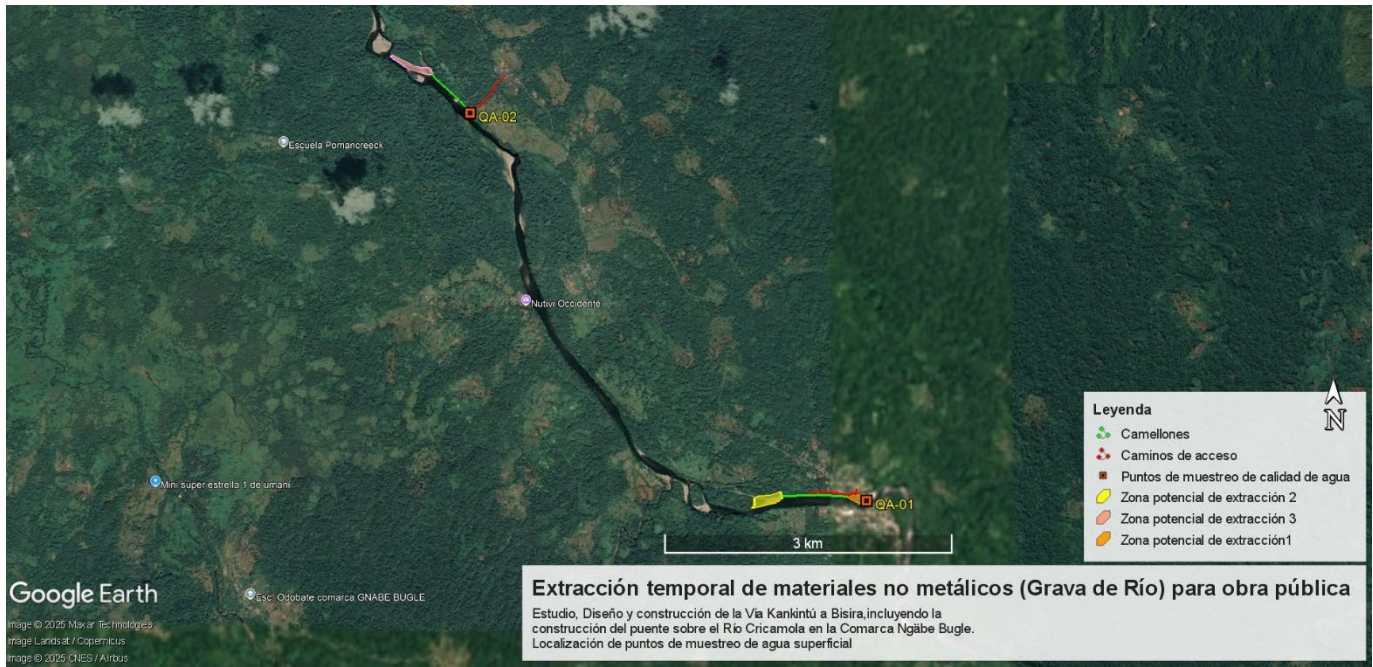 QA-02
Escuela Pomancreeck
Nutivi Occidente
Mini super estrella 1 de umani
QA-01
Esc. Odobate comarca GNABE BUGLE
3 km
N
Leyenda
Camellones
Caminos de acceso
Puntos de muestreo de calidad de agua
Zona potencial de extracción 2
Zona potencial de extracción 3
Zona potencial de extracción1
Google Earth
Image © 2025 Maxar Technologies
Image Landsat / Copernicus
Image © 2025 CNES / Airbus
Extracción temporal de materiales no metálicos (Grava de Río) para obra pública
Estudio, Diseño y construcción de la Via Kankintú a Bisira,incluyendo la
construcción del puente sobre el Río Cricamola en la Comarca Ngäbe Bugle.
Localización de puntos de muestreo de agua superficial